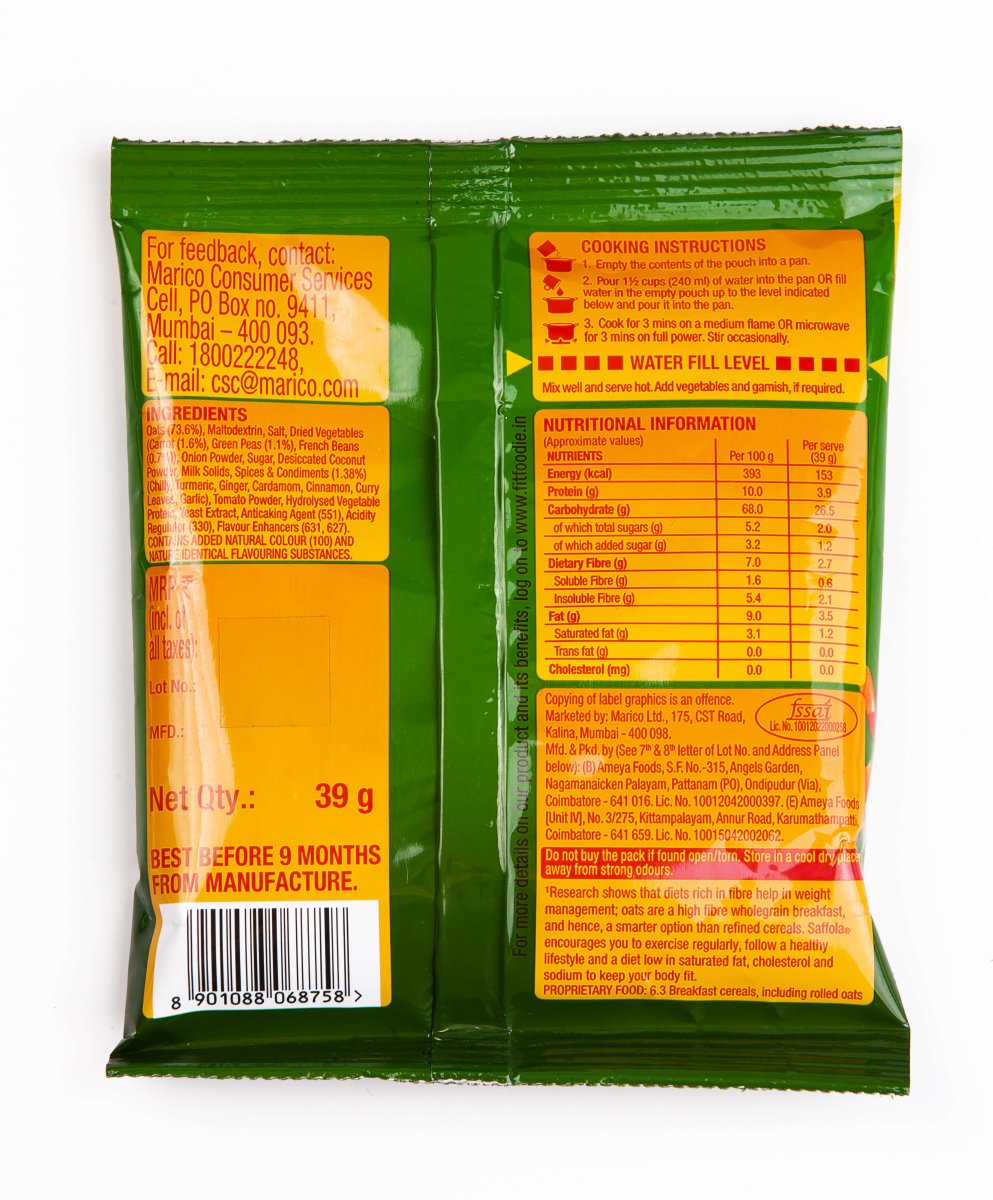 For feedback, contact:
Marico Consumer Services
Cell, PO Box no. 9411,
Mumbai – 400 093.
Call: 1800222248,
E-mail: csc@marico.com
INGREDIENTS
Oats (73.6%), Maltodextrin, Salt, Dried Vegetables
(Carrot (1.6%), Green Peas (1.1%), French Beans
(0.7%)), Onion Powder, Sugar, Desiccated Coconut
Powder, Milk Solids, Spices & Condiments (1.38%)
(Chilli, Turmeric, Ginger, Cardamom, Cinnamon, Curry
Leaves, Garlic), Tomato Powder, Hydrolysed Vegetable
Protein, Yeast Extract, Anticaking Agent (551), Acidity
Regulator (330), Flavour Enhancers (631, 627).
CONTAINS ADDED NATURAL COLOUR (100) AND
NATURE IDENTICAL FLAVOURING SUBSTANCES.
MRP ₹
(incl. of
all taxes):
Lot No.:
MFD.:
Net Qty.: 39 g
BEST BEFORE 9 MONTHS
FROM MANUFACTURE.
8 901088 068758 >
For more details on our product and its benefits, log on to www.fitfoodie.in
COOKING INSTRUCTIONS
1. Empty the contents of the pouch into a pan.
2. Pour 1½ cups (240 ml) of water into the pan OR fill
water in the empty pouch up to the level indicated
below and pour it into the pan.
3. Cook for 3 mins on a medium flame OR microwave
for 3 mins on full power. Stir occasionally.
WATER FILL LEVEL
Mix well and serve hot. Add vegetables and garnish, if required.
NUTRITIONAL INFORMATION
(Approximate values)
NUTRIENTS Per 100 g Per serve (39 g)
Energy (kcal) 393 153
Protein (g) 10.0 3.9
Carbohydrate (g) 68.0 26.5
of which total sugars (g) 5.2 2.0
of which added sugar (g) 3.2 1.2
Dietary Fibre (g) 7.0 2.7
Soluble Fibre (g) 1.6 0.6
Insoluble Fibre (g) 5.4 2.1
Fat (g) 9.0 3.5
Saturated fat (g) 3.1 1.2
Trans fat (g) 0.0 0.0
Cholesterol (mg) 0.0 0.0
Copying of label graphics is an offence.
Marketed by: Marico Ltd., 175, CST Road,
Kalina, Mumbai - 400 098.
fssai
Lic. No. 10012022000258
Mfd. & Pkd. by (See 7th & 8th letter of Lot No. and Address Panel
below): (B) Ameya Foods, S.F. No.-315, Angels Garden,
Nagamanaicken Palayam, Pattanam (PO), Ondipudur (Via),
Coimbatore - 641 016. Lic. No. 10012042000397. (E) Ameya Foods
[Unit IV], No. 3/275, Kittampalayam, Annur Road, Karumathampatti,
Coimbatore - 641 659. Lic. No. 10015042002062.
Do not buy the pack if found open/torn. Store in a cool dry place,
away from strong odours.
¹Research shows that diets rich in fibre help in weight
management; oats are a high fibre wholegrain breakfast,
and hence, a smarter option than refined cereals. Saffola®
encourages you to exercise regularly, follow a healthy
lifestyle and a diet low in saturated fat, cholesterol and
sodium to keep your body fit.
PROPRIETARY FOOD: 6.3 Breakfast cereals, including rolled oats